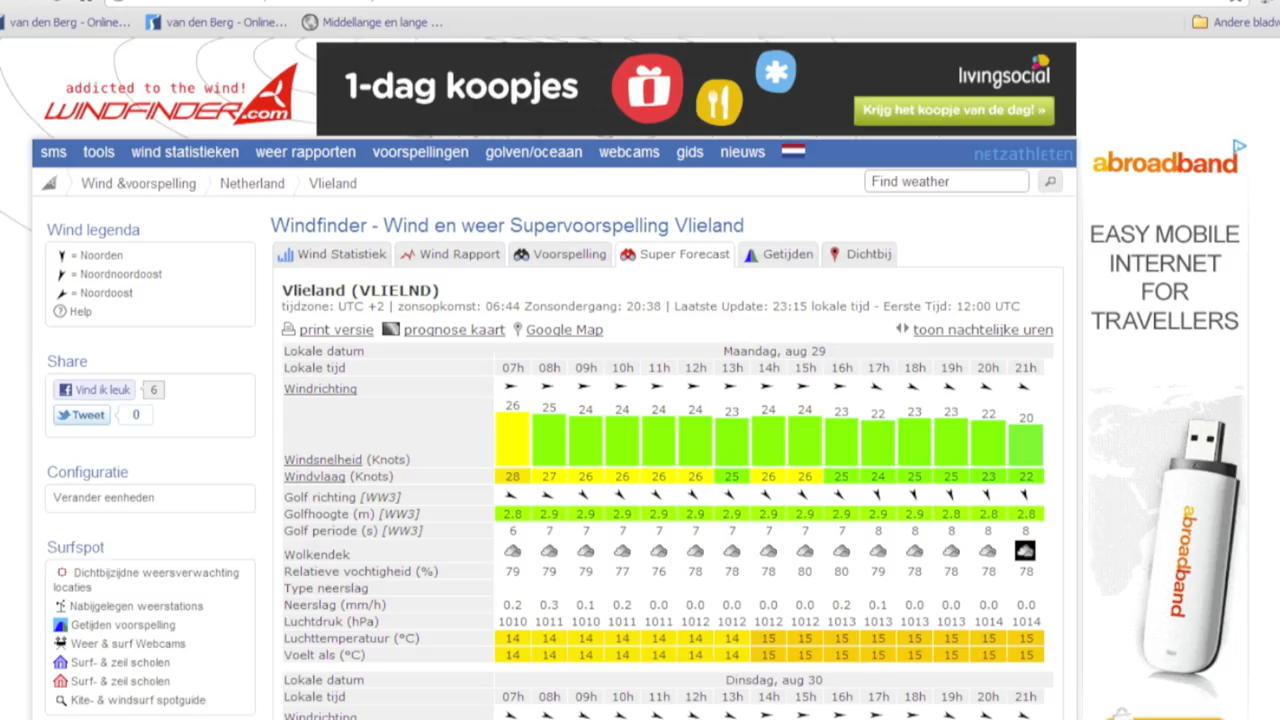 van den Berg - Online... van den Berg - Online... Middellange en lange ... Andere bladw
addicted to the wind!
WINDFINDER.com
1-dag koopjes
livingsocial
Krijg het koopje van de dag! »
sms tools wind statistieken weer rapporten voorspellingen golven/oceaan webcams gids nieuws netzathleten
Wind &voorspelling Netherland Vlieland Find weather
abroadband
EASY MOBILE
INTERNET
FOR
TRAVELLERS
abroadband
Wind legenda
= Noorden
= Noordnoordoost
= Noordoost
Help
Share
Vind ik leuk 6
Tweet 0
Configuratie
Verander eenheden
Surfspot
Dichtbijzijdne weersverwachting
locaties
Nabijgelegen weerstations
Getijden voorspelling
Weer & surf Webcams
Surf- & zeil scholen
Surf- & zeil scholen
Kite- & windsurf spotguide
Windfinder - Wind en weer Supervoorspelling Vlieland
Wind Statistiek Wind Rapport Voorspelling Super Forecast Getijden Dichtbij
Vlieland (VLIELND)
tijdzone: UTC +2 | zonsopkomst: 06:44 Zonsondergang: 20:38 | Laatste Update: 23:15 lokale tijd - Eerste Tijd: 12:00 UTC
print versie prognose kaart Google Map toon nachtelijke uren
Lokale datum Maandag, aug 29
Lokale tijd 07h 08h 09h 10h 11h 12h 13h 14h 15h 16h 17h 18h 19h 20h 21h
Windrichting
26 25 24 24 24 24 23 24 24 23 22 23 23 22 20
Windsnelheid (Knots)
Windvlaag (Knots) 28 27 26 26 26 26 25 26 26 25 24 25 25 23 22
Golf richting [WW3]
Golfhoogte (m) [WW3] 2.8 2.9 2.9 2.9 2.9 2.9 2.9 2.9 2.9 2.9 2.9 2.9 2.8 2.8 2.8
Golf periode (s) [WW3] 6 7 7 7 7 7 7 7 7 7 8 8 8 8 8
Wolkendek
Relatieve vochtigheid (%) 79 79 79 77 76 78 78 78 80 80 79 78 78 78 78
Type neerslag
Neerslag (mm/h) 0.2 0.3 0.1 0.2 0.0 0.0 0.0 0.0 0.0 0.2 0.1 0.0 0.0 0.0 0.0
Luchtdruk (hPa) 1010 1011 1010 1011 1011 1012 1012 1012 1012 1013 1013 1013 1013 1014 1014
Luchttemperatuur (°C) 14 14 14 14 14 14 14 15 15 15 15 15 15 15 15
Voelt als (°C) 14 14 14 14 14 14 14 15 15 15 15 15 15 15 15
Lokale datum Dinsdag, aug 30
Lokale tijd 07h 08h 09h 10h 11h 12h 13h 14h 15h 16h 17h 18h 19h 20h 21h
Windrichting